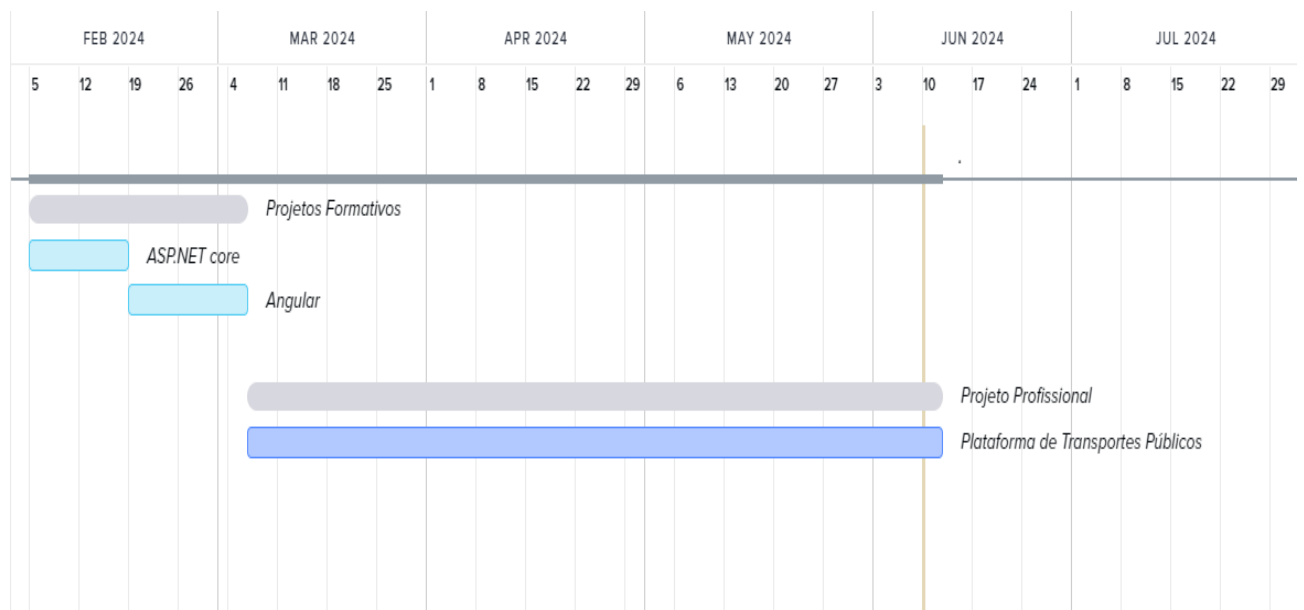 FEB 2024 MAR 2024 APR 2024 MAY 2024 JUN 2024 JUL 2024
5 12 19 26 4 11 18 25 1 8 15 22 29 6 13 20 27 3 10 17 24 1 8 15 22 29
.
Projetos Formativos
ASP.NET core
Angular
Projeto Profissional
Plataforma de Transportes Públicos